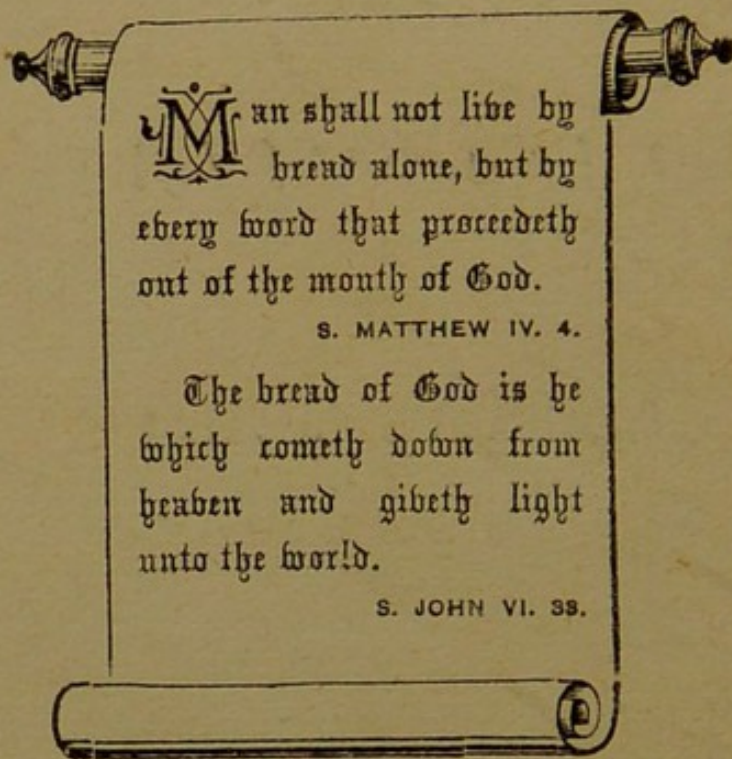 Man shall not live by
bread alone, but by
every word that proceedeth
out of the mouth of God.
S. MATTHEW IV. 4.
The bread of God is he
which cometh down from
heaven and giveth light
unto the world.
S. JOHN VI. 33.